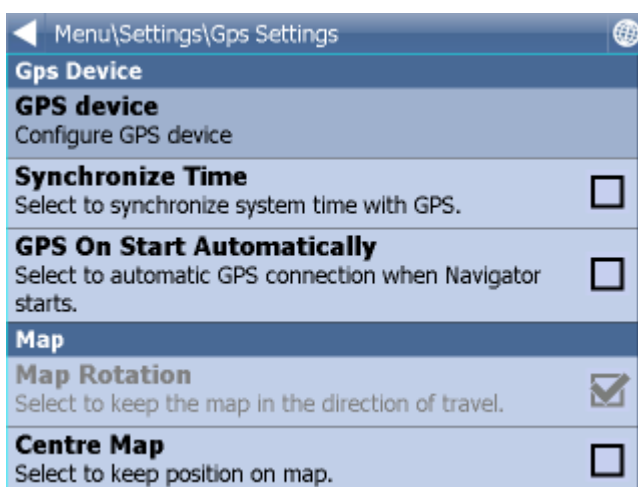 Menu\Settings\Gps Settings
Gps Device
GPS device
Configure GPS device
Synchronize Time
Select to synchronize system time with GPS.
GPS On Start Automatically
Select to automatic GPS connection when Navigator
starts.
Map
Map Rotation
Select to keep the map in the direction of travel.
Centre Map
Select to keep position on map.